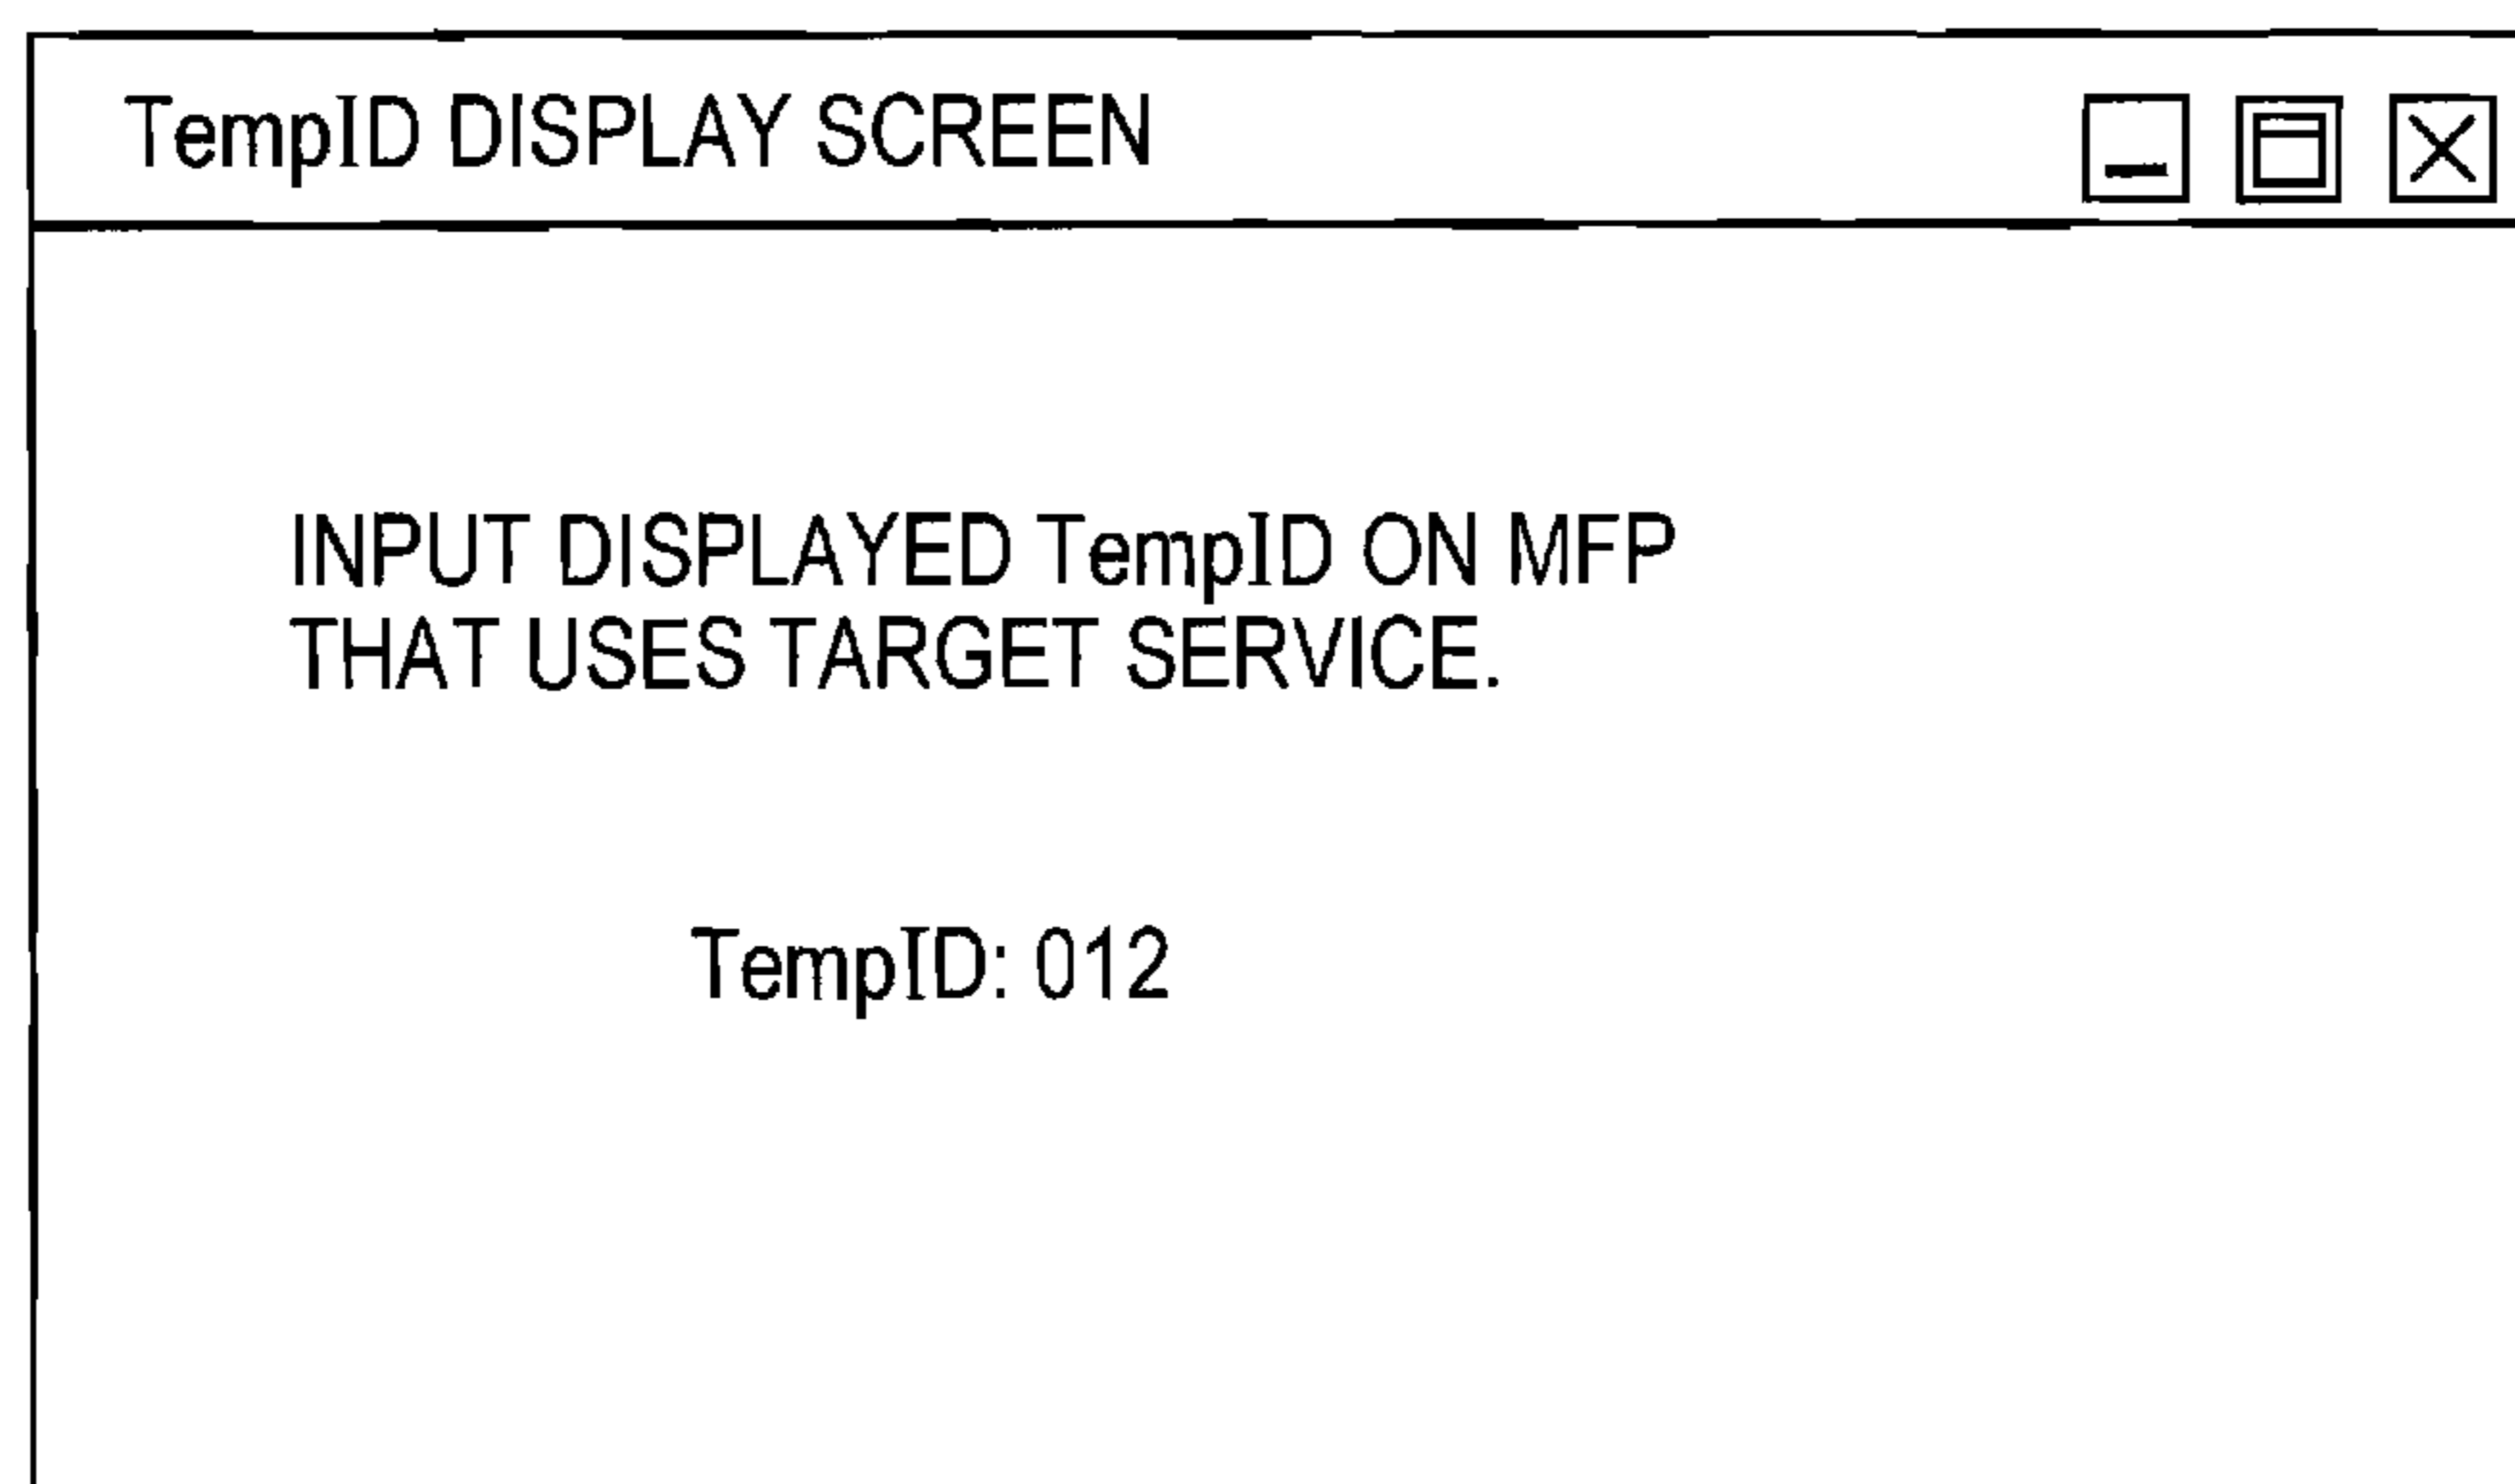 TempID DISPLAY SCREEN
INPUT DISPLAYED TempID ON MFP
THAT USES TARGET SERVICE.
TempID: 012